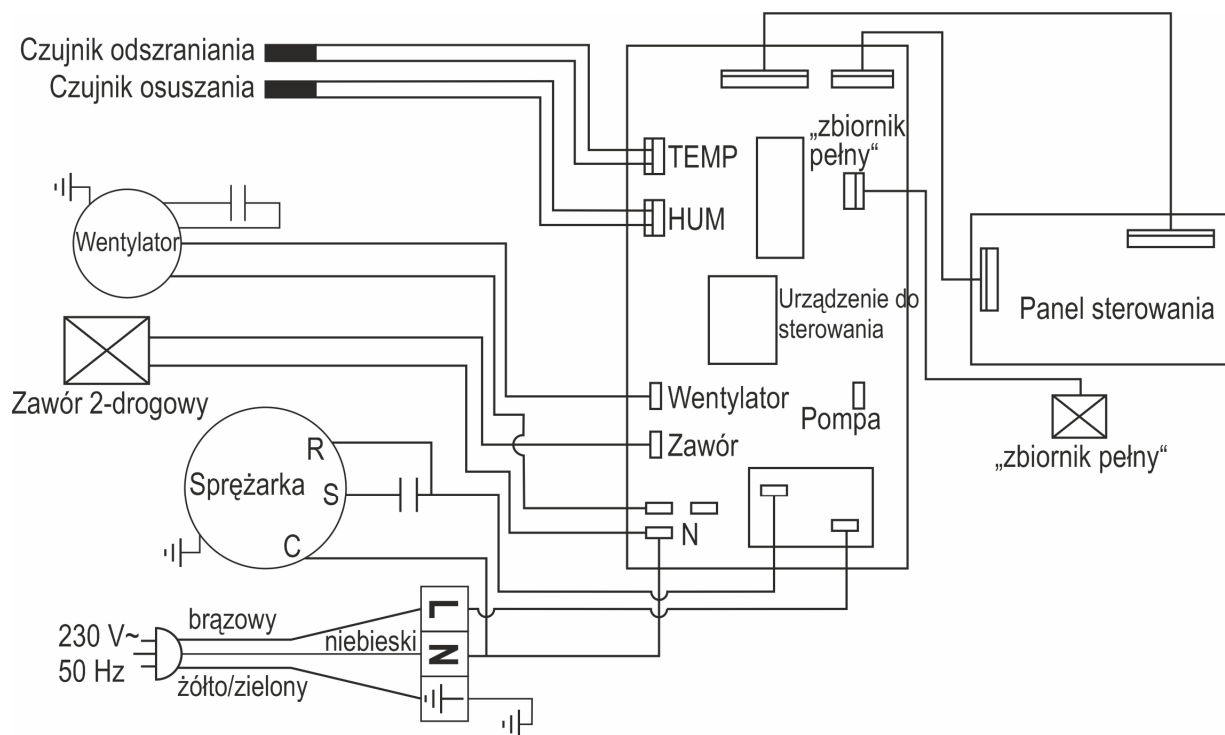 Czujnik odszraniania
Czujnik osuszania
TEMP
HUM
„zbiornik
pełny“
Wentylator
Urządzenie do
sterowania
Panel sterowania
Zawór 2-drogowy
Wentylator
Pompa
Zawór
„zbiornik pełny“
Sprężarka
R
S
C
N
230 V~
50 Hz
brązowy
niebieski
żółto/zielony
L
N